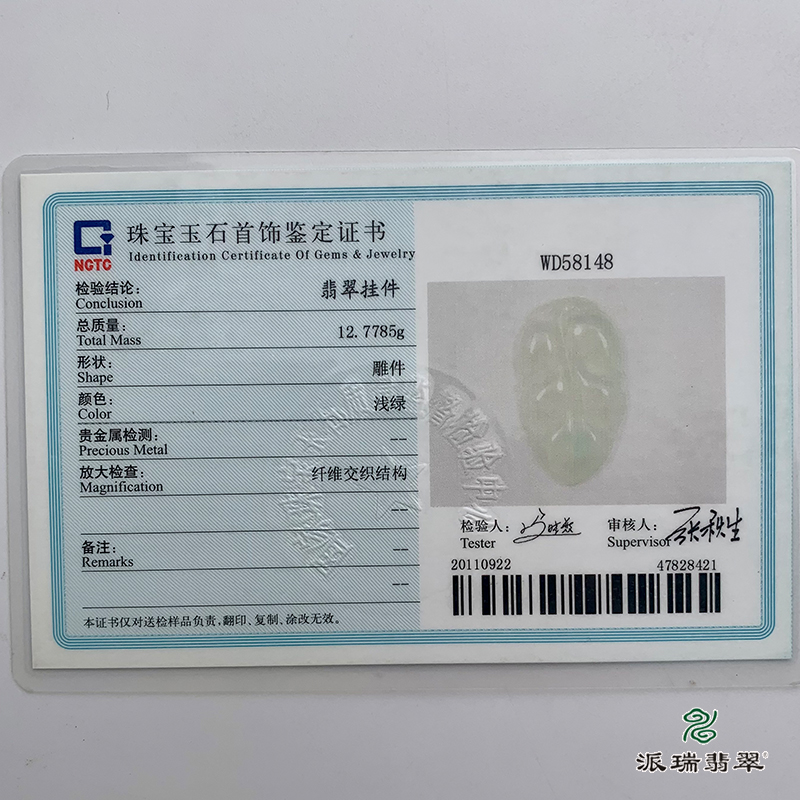 NGTC
珠宝玉石首饰鉴定证书
Identification Certificate Of Gems & Jewelry
检验结论: 翡翠挂件
Conclusion
总质量: 12.7785g
Total Mass
形状: 雕件
Shape
颜色: 浅绿
Color
贵金属检测: --
Precious Metal
放大检查: 纤维交织结构
Magnification
--
备注: --
Remarks
--
本证书仅对送检样品负责,翻印、复制、涂改无效。
WD58148
检验人: 审核人:
Tester Supervisor
20110922 47828421
派瑞翡翠